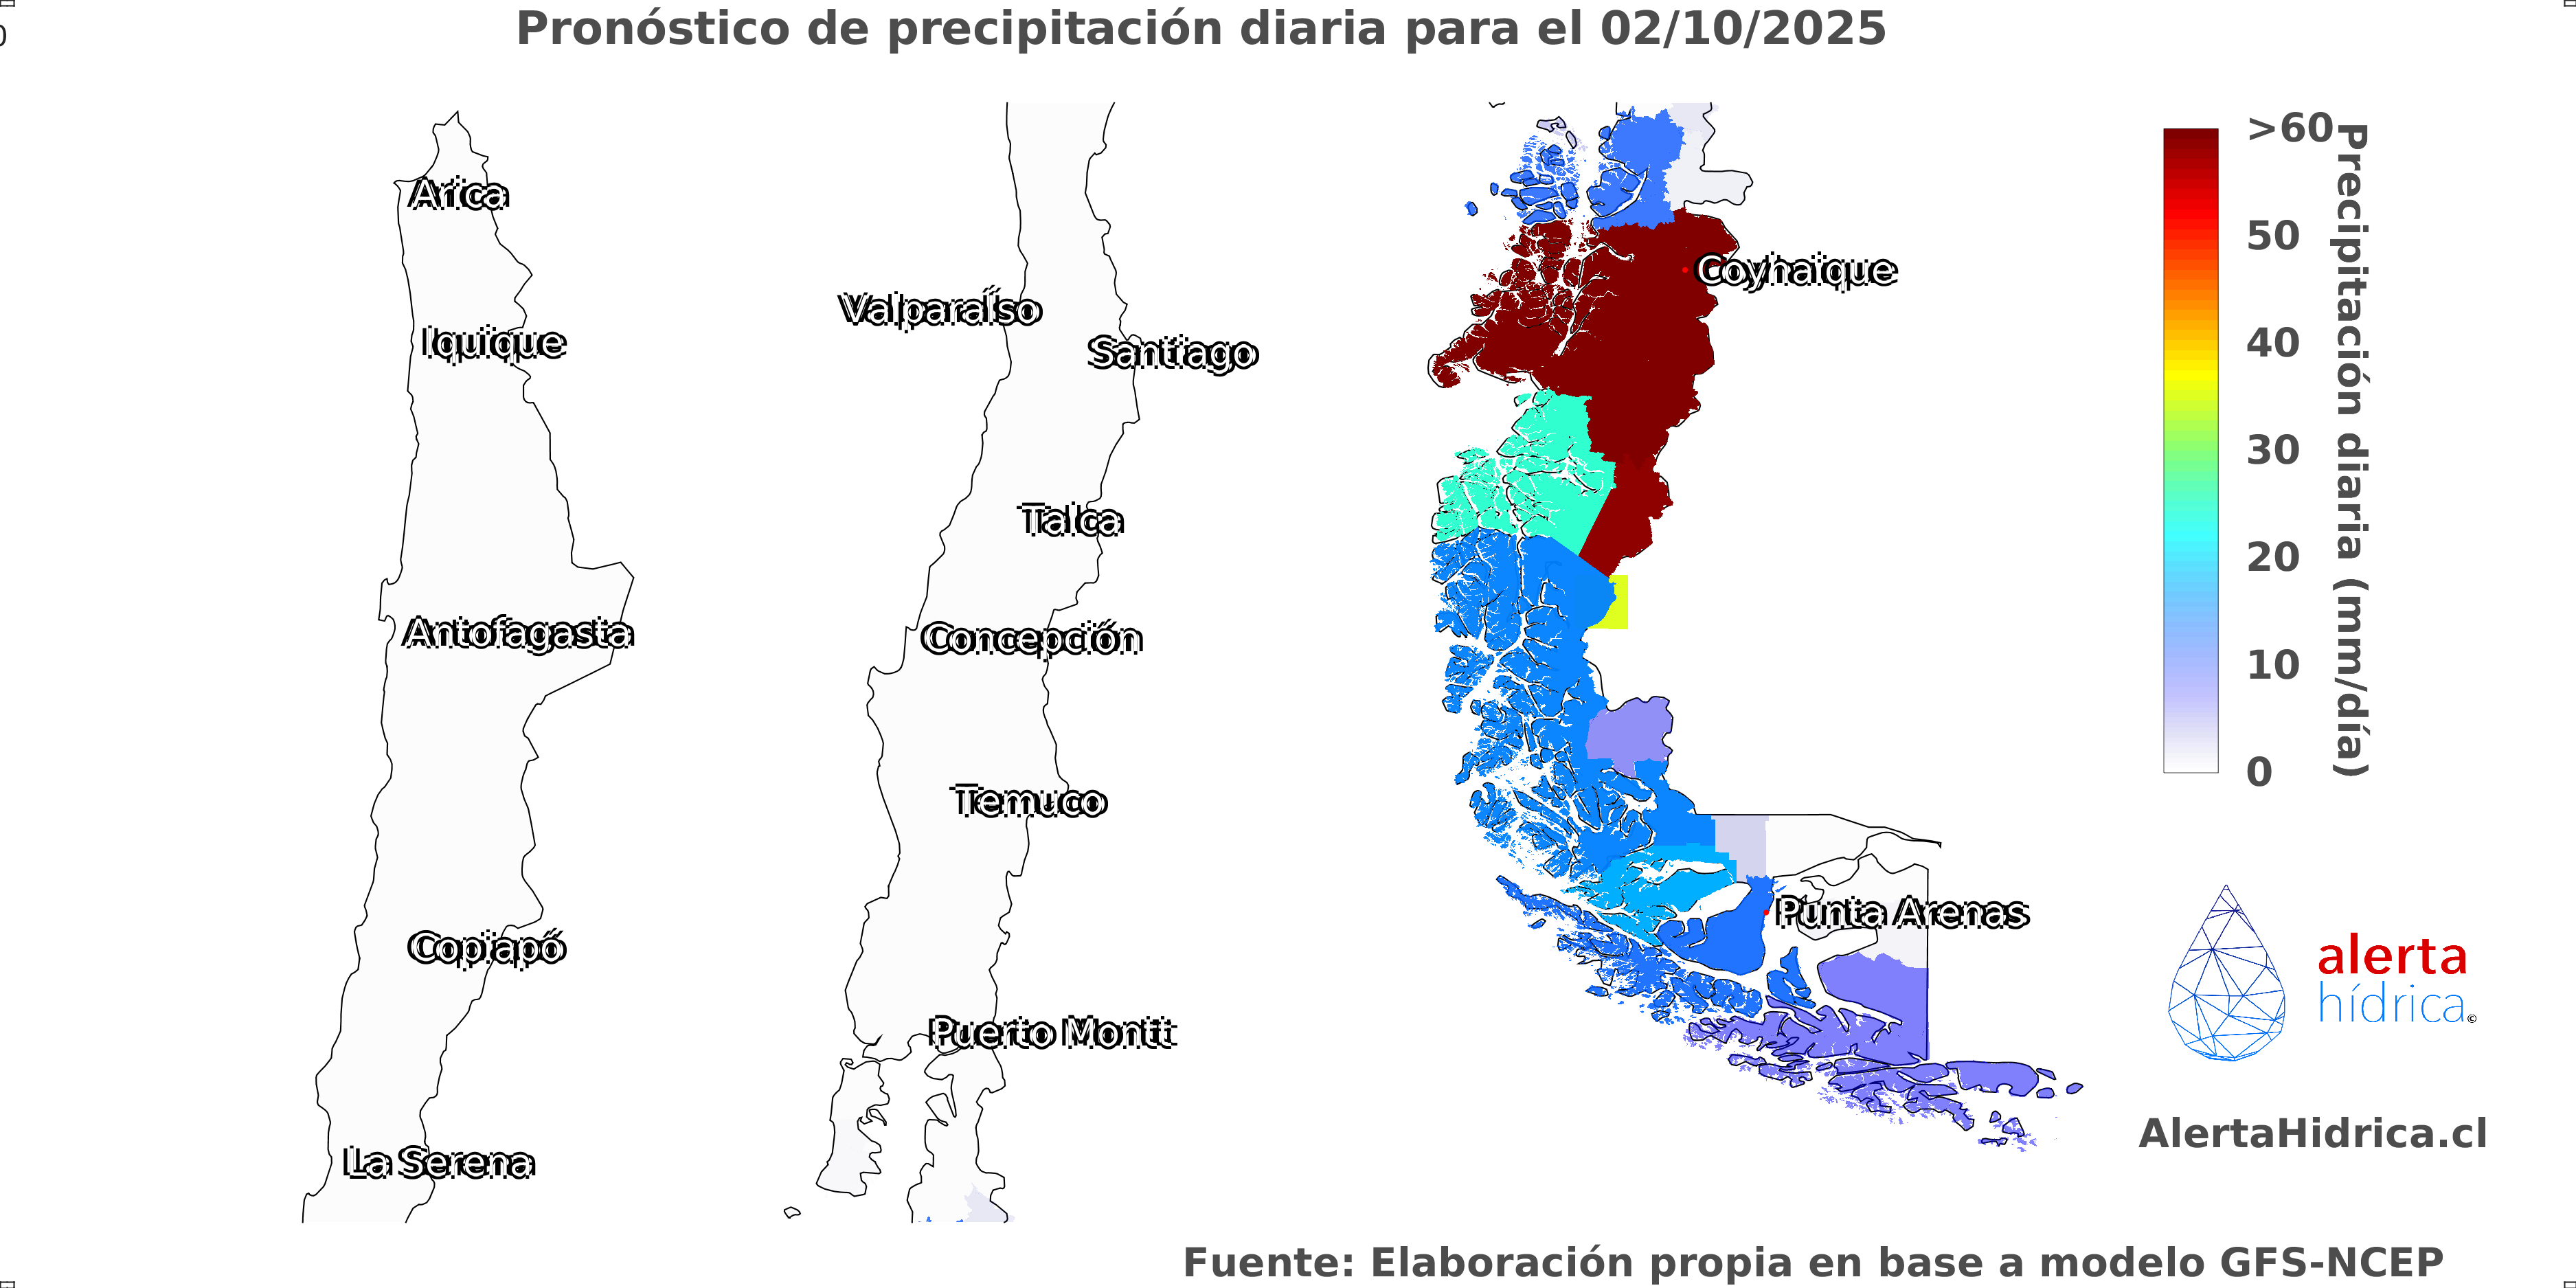 Pronóstico de precipitación diaria para el 02/10/2025
0
Arica
Iquique
Antofagasta
Copiapó
La Serena
Valparaíso
Santiago
Talca
Concepción
Temuco
Puerto Montt
Coyhaique
Punta Arenas
>60
50
40
30
20
10
0
Precipitación diaria (mm/día)
alerta
hídrica©
AlertaHidrica.cl
Fuente: Elaboración propia en base a modelo GFS-NCEP